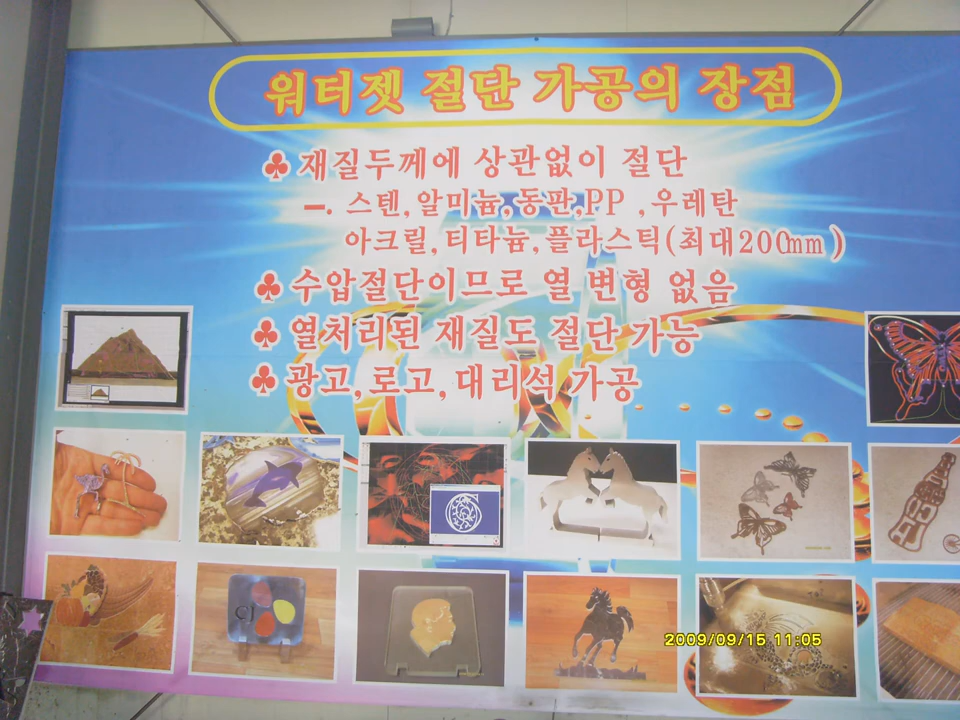 워터젯 절단 가공의 장점
♣ 재질두께에 상관없이 절단
-. 스텐,알미늄,동판,PP ,우레탄
아크릴,티타늄,플라스틱(최대200mm)
♣ 수압절단이므로 열 변형 없음
♣ 열처리된 재질도 절단 가능
♣ 광고,로고,대리석 가공
2009/09/15 11:05